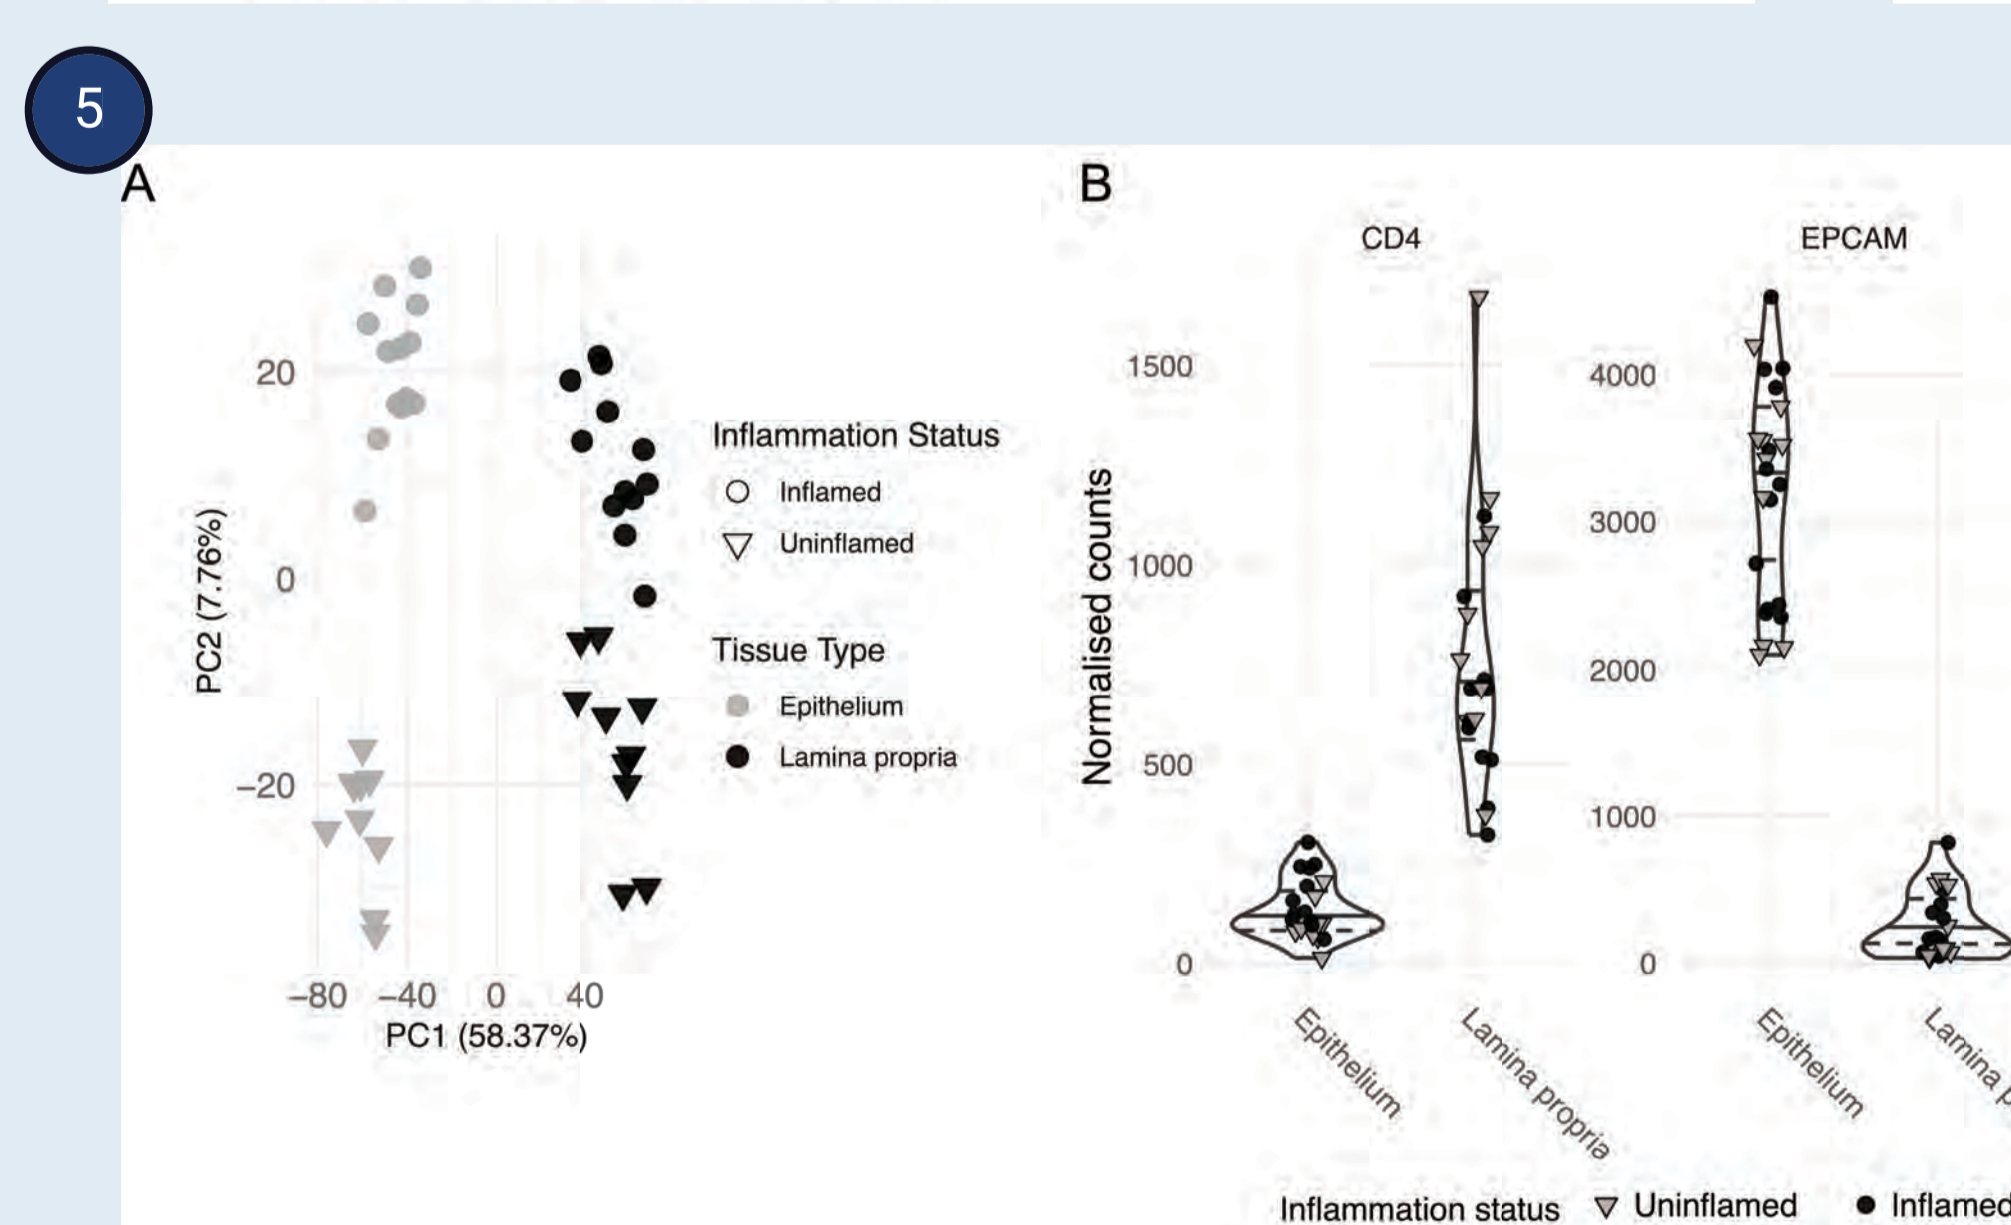 5
A
20
0
−20
−80 −40 0 40
PC1 (58.37%)
PC2 (7.76%)
Inflammation Status
Inflamed
Uninflamed
Tissue Type
Epithelium
Lamina propria
B
CD4
EPCAM
Normalised counts
1500
1000
500
0
4000
3000
2000
1000
0
Epithelium
Lamina propria
Epithelium
Lamina
Inflammation status Uninflamed Inflamed